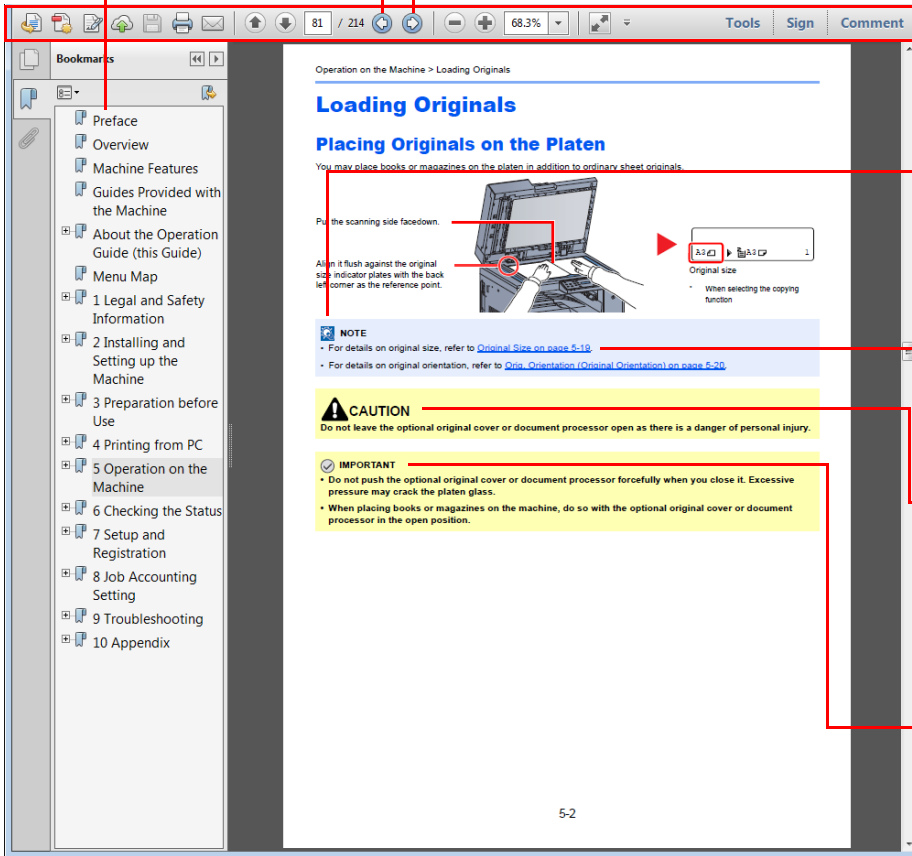 81 / 214
68.3%
Tools Sign Comment
Bookmarks
Preface
Overview
Machine Features
Guides Provided with
the Machine
About the Operation
Guide (this Guide)
Menu Map
1 Legal and Safety
Information
2 Installing and
Setting up the
Machine
3 Preparation before
Use
4 Printing from PC
5 Operation on the
Machine
6 Checking the Status
7 Setup and
Registration
8 Job Accounting
Setting
9 Troubleshooting
10 Appendix
Operation on the Machine > Loading Originals
Loading Originals
Placing Originals on the Platen
You may place books or magazines on the platen in addition to ordinary sheet originals.
Put the scanning side facedown.
Align it flush against the original
size indicator plates with the back
left corner as the reference point.
A3 A3 1
Original size
- When selecting the copying
function
NOTE
• For details on original size, refer to Original Size on page 5-19.
• For details on original orientation, refer to Orig. Orientation (Original Orientation) on page 5-20.
CAUTION
Do not leave the optional original cover or document processor open as there is a danger of personal injury.
IMPORTANT
• Do not push the optional original cover or document processor forcefully when you close it. Excessive
pressure may crack the platen glass.
• When placing books or magazines on the machine, do so with the optional original cover or document
processor in the open position.
5-2